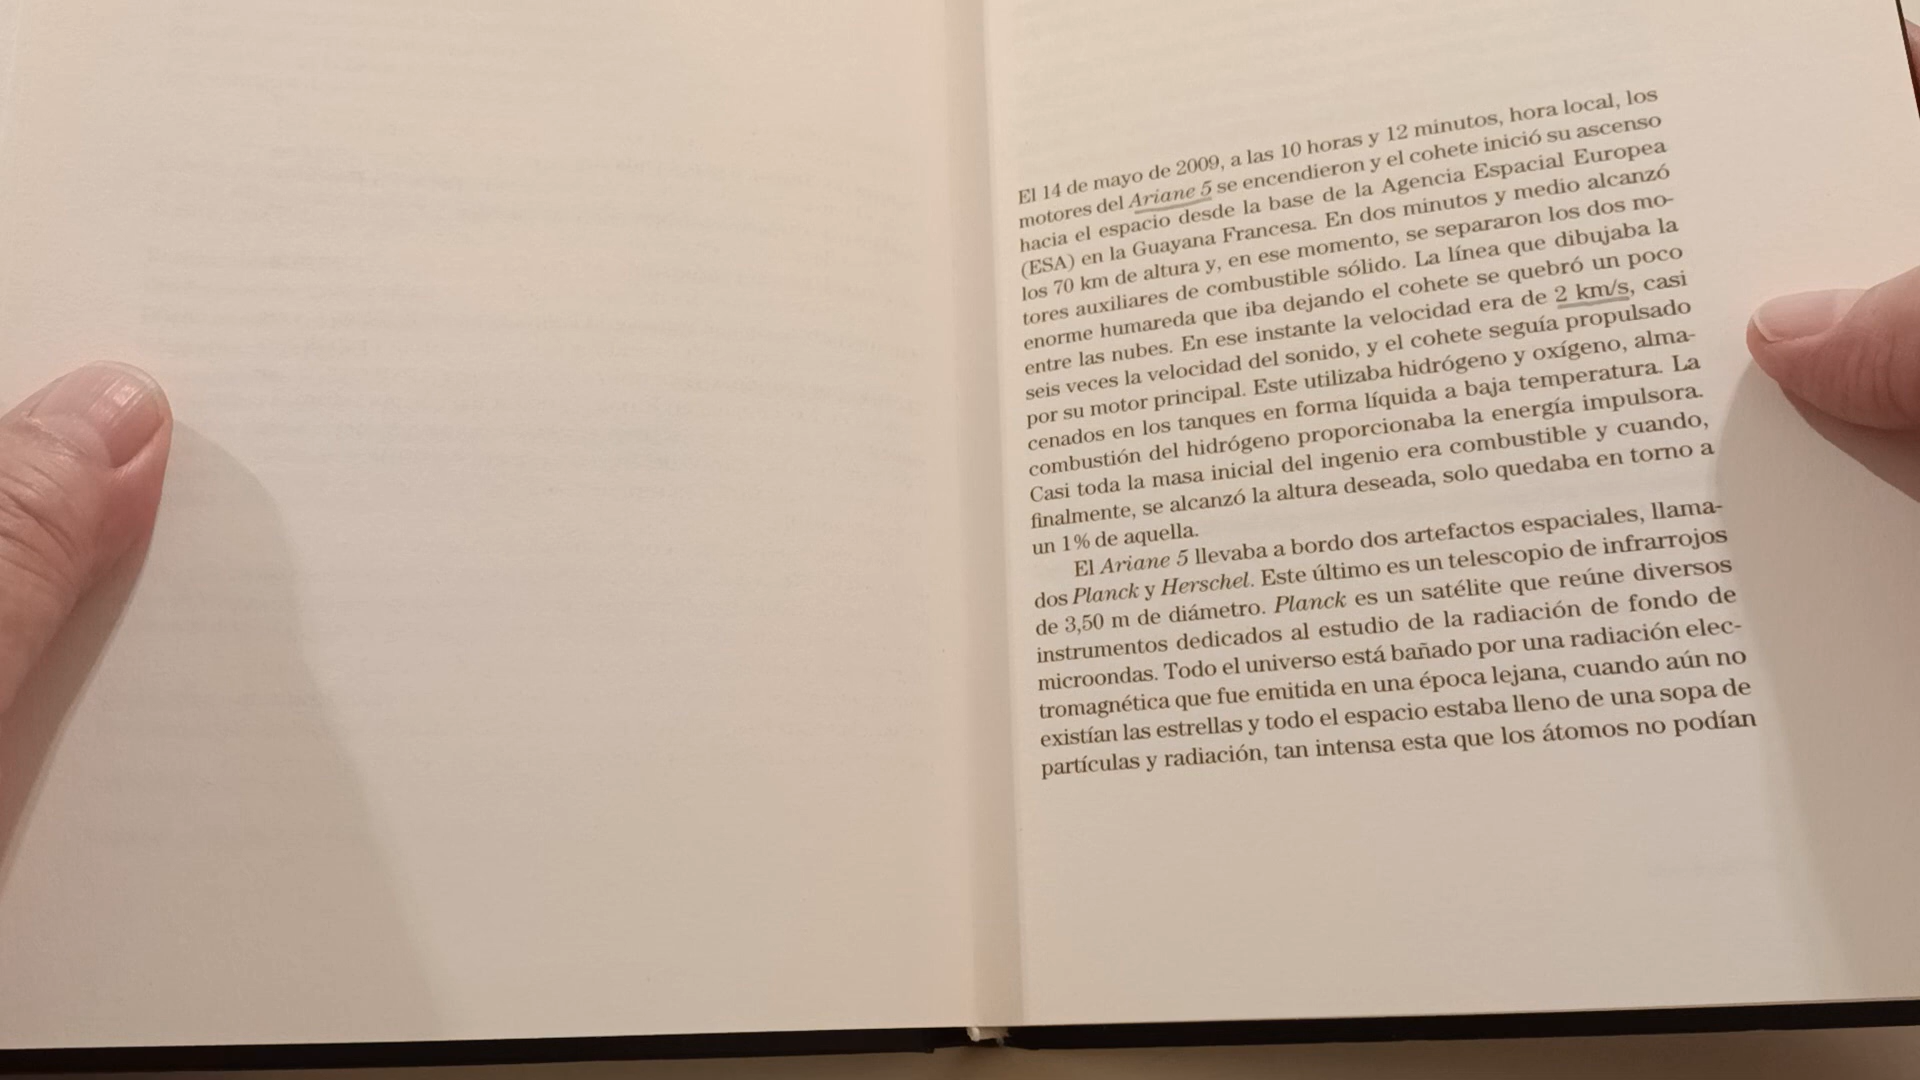 El 14 de mayo de 2009, a las 10 horas y 12 minutos, hora local, los
motores del Ariane 5 se encendieron y el cohete inició su ascenso
hacia el espacio desde la base de la Agencia Espacial Europea
(ESA) en la Guayana Francesa. En dos minutos y medio alcanzó
los 70 km de altura y, en ese momento, se separaron los dos mo-
tores auxiliares de combustible sólido. La línea que dibujaba la
enorme humareda que iba dejando el cohete se quebró un poco
entre las nubes. En ese instante la velocidad era de 2 km/s, casi
seis veces la velocidad del sonido, y el cohete seguía propulsado
por su motor principal. Este utilizaba hidrógeno y oxígeno, alma-
cenados en los tanques en forma líquida a baja temperatura. La
combustión del hidrógeno proporcionaba la energía impulsora.
Casi toda la masa inicial del ingenio era combustible y cuando,
finalmente, se alcanzó la altura deseada, solo quedaba en torno a
un 1% de aquella.
El Ariane 5 llevaba a bordo dos artefactos espaciales, llama-
dos Planck y Herschel. Este último es un telescopio de infrarrojos
de 3,50 m de diámetro. Planck es un satélite que reúne diversos
instrumentos dedicados al estudio de la radiación de fondo de
microondas. Todo el universo está bañado por una radiación elec-
tromagnética que fue emitida en una época lejana, cuando aún no
existían las estrellas y todo el espacio estaba lleno de una sopa de
partículas y radiación, tan intensa esta que los átomos no podían